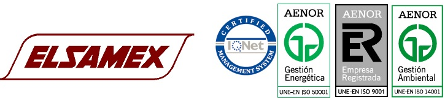 ELSAMEX
CERTIFIED
IQNet
MANAGEMENT SYSTEM
AENOR
Gestión
Energética
UNE-EN ISO 50001
AENOR
ER
Empresa
Registrada
UNE-EN ISO 9001
AENOR
Gestión
Ambiental
UNE-EN ISO 14001